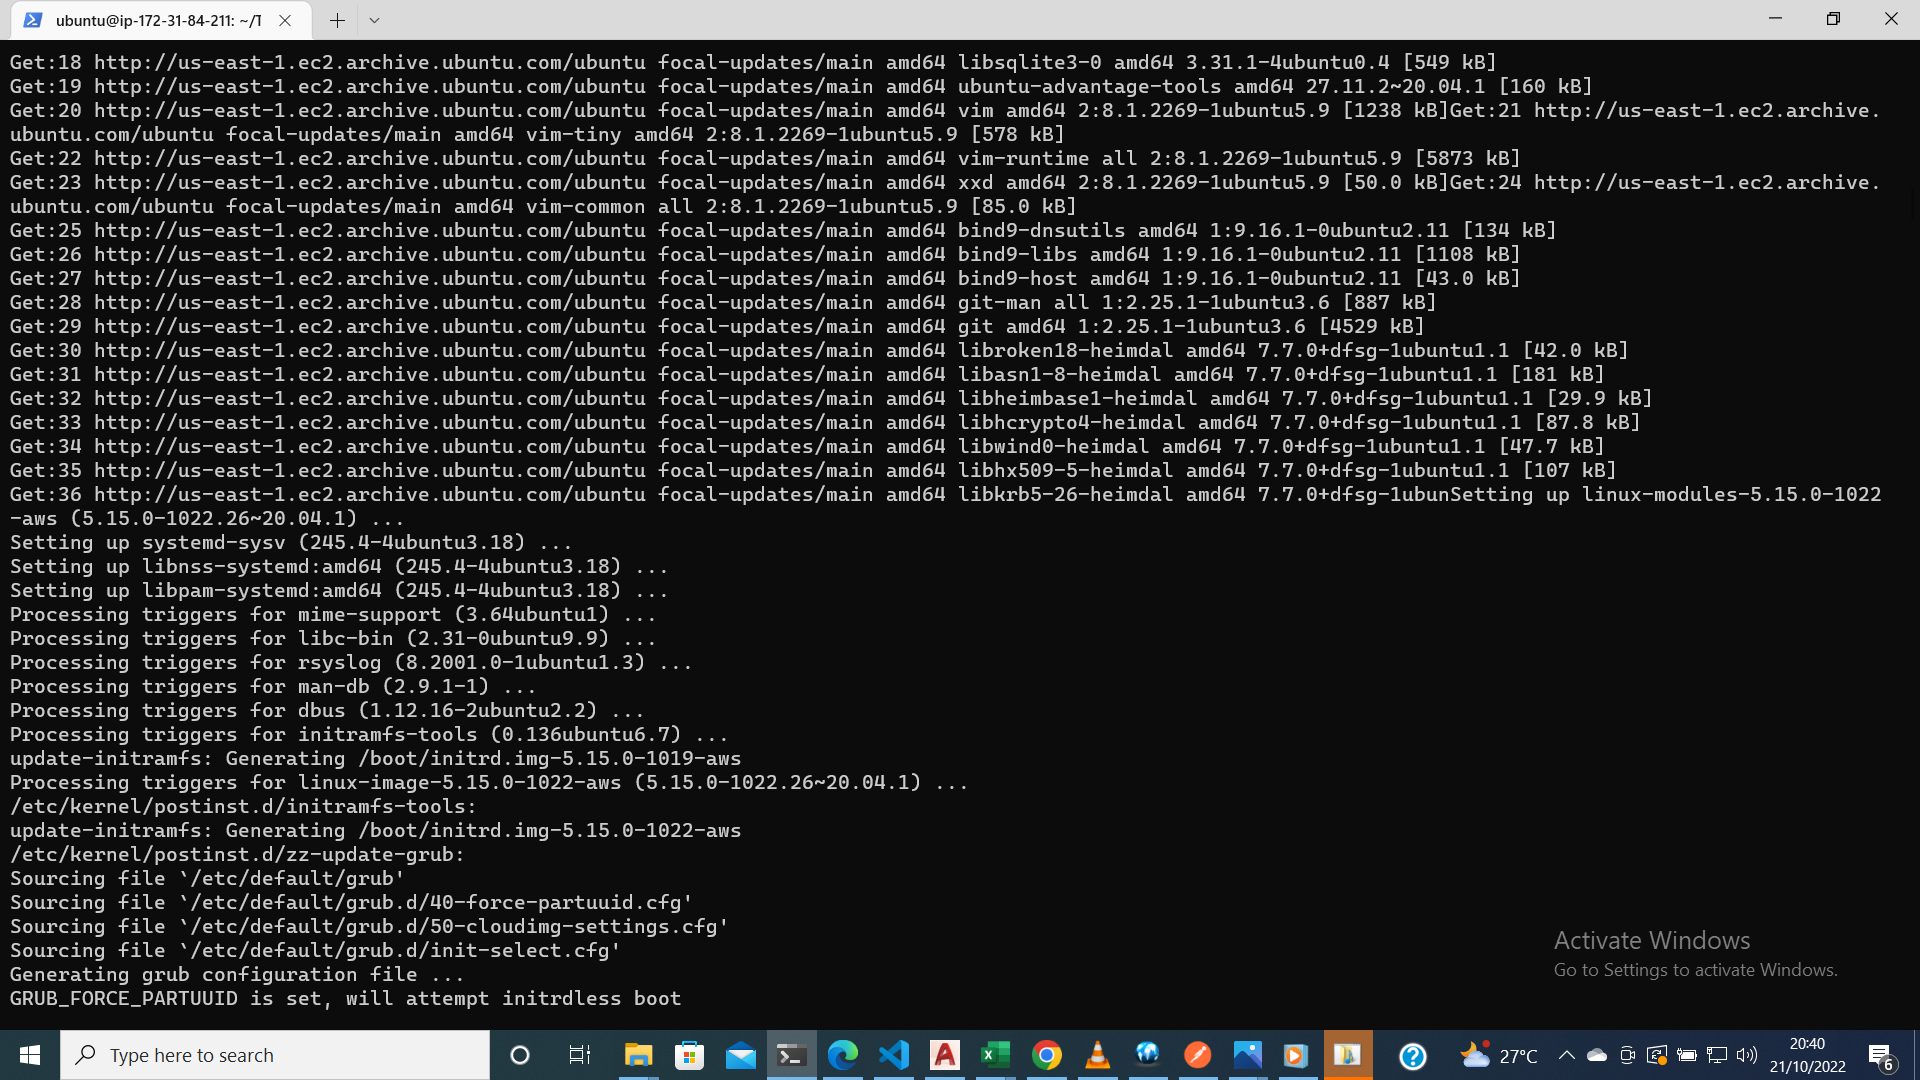 ubuntu@ip-172-31-84-211: ~/T
Get:18 http://us-east-1.ec2.archive.ubuntu.com/ubuntu focal-updates/main amd64 libsqlite3-0 amd64 3.31.1-4ubuntu0.4 [549 kB]
Get:19 http://us-east-1.ec2.archive.ubuntu.com/ubuntu focal-updates/main amd64 ubuntu-advantage-tools amd64 27.11.2~20.04.1 [160 kB]
Get:20 http://us-east-1.ec2.archive.ubuntu.com/ubuntu focal-updates/main amd64 vim amd64 2:8.1.2269-1ubuntu5.9 [1238 kB]Get:21 http://us-east-1.ec2.archive.
ubuntu.com/ubuntu focal-updates/main amd64 vim-tiny amd64 2:8.1.2269-1ubuntu5.9 [578 kB]
Get:22 http://us-east-1.ec2.archive.ubuntu.com/ubuntu focal-updates/main amd64 vim-runtime all 2:8.1.2269-1ubuntu5.9 [5873 kB]
Get:23 http://us-east-1.ec2.archive.ubuntu.com/ubuntu focal-updates/main amd64 xxd amd64 2:8.1.2269-1ubuntu5.9 [50.0 kB]Get:24 http://us-east-1.ec2.archive.
ubuntu.com/ubuntu focal-updates/main amd64 vim-common all 2:8.1.2269-1ubuntu5.9 [85.0 kB]
Get:25 http://us-east-1.ec2.archive.ubuntu.com/ubuntu focal-updates/main amd64 bind9-dnsutils amd64 1:9.16.1-0ubuntu2.11 [134 kB]
Get:26 http://us-east-1.ec2.archive.ubuntu.com/ubuntu focal-updates/main amd64 bind9-libs amd64 1:9.16.1-0ubuntu2.11 [1108 kB]
Get:27 http://us-east-1.ec2.archive.ubuntu.com/ubuntu focal-updates/main amd64 bind9-host amd64 1:9.16.1-0ubuntu2.11 [43.0 kB]
Get:28 http://us-east-1.ec2.archive.ubuntu.com/ubuntu focal-updates/main amd64 git-man all 1:2.25.1-1ubuntu3.6 [887 kB]
Get:29 http://us-east-1.ec2.archive.ubuntu.com/ubuntu focal-updates/main amd64 git amd64 1:2.25.1-1ubuntu3.6 [4529 kB]
Get:30 http://us-east-1.ec2.archive.ubuntu.com/ubuntu focal-updates/main amd64 libroken18-heimdal amd64 7.7.0+dfsg-1ubuntu1.1 [42.0 kB]
Get:31 http://us-east-1.ec2.archive.ubuntu.com/ubuntu focal-updates/main amd64 libasn1-8-heimdal amd64 7.7.0+dfsg-1ubuntu1.1 [181 kB]
Get:32 http://us-east-1.ec2.archive.ubuntu.com/ubuntu focal-updates/main amd64 libheimbase1-heimdal amd64 7.7.0+dfsg-1ubuntu1.1 [29.9 kB]
Get:33 http://us-east-1.ec2.archive.ubuntu.com/ubuntu focal-updates/main amd64 libhcrypto4-heimdal amd64 7.7.0+dfsg-1ubuntu1.1 [87.8 kB]
Get:34 http://us-east-1.ec2.archive.ubuntu.com/ubuntu focal-updates/main amd64 libwind0-heimdal amd64 7.7.0+dfsg-1ubuntu1.1 [47.7 kB]
Get:35 http://us-east-1.ec2.archive.ubuntu.com/ubuntu focal-updates/main amd64 libhx509-5-heimdal amd64 7.7.0+dfsg-1ubuntu1.1 [107 kB]
Get:36 http://us-east-1.ec2.archive.ubuntu.com/ubuntu focal-updates/main amd64 libkrb5-26-heimdal amd64 7.7.0+dfsg-1ubunSetting up linux-modules-5.15.0-1022
-aws (5.15.0-1022.26~20.04.1) ...
Setting up systemd-sysv (245.4-4ubuntu3.18) ...
Setting up libnss-systemd:amd64 (245.4-4ubuntu3.18) ...
Setting up libpam-systemd:amd64 (245.4-4ubuntu3.18) ...
Processing triggers for mime-support (3.64ubuntu1) ...
Processing triggers for libc-bin (2.31-0ubuntu9.9) ...
Processing triggers for rsyslog (8.2001.0-1ubuntu1.3) ...
Processing triggers for man-db (2.9.1-1) ...
Processing triggers for dbus (1.12.16-2ubuntu2.2) ...
Processing triggers for initramfs-tools (0.136ubuntu6.7) ...
update-initramfs: Generating /boot/initrd.img-5.15.0-1019-aws
Processing triggers for linux-image-5.15.0-1022-aws (5.15.0-1022.26~20.04.1) ...
/etc/kernel/postinst.d/initramfs-tools:
update-initramfs: Generating /boot/initrd.img-5.15.0-1022-aws
/etc/kernel/postinst.d/zz-update-grub:
Sourcing file `/etc/default/grub'
Sourcing file `/etc/default/grub.d/40-force-partuuid.cfg'
Sourcing file `/etc/default/grub.d/50-cloudimg-settings.cfg'
Sourcing file `/etc/default/grub.d/init-select.cfg'
Generating grub configuration file ...
GRUB_FORCE_PARTUUID is set, will attempt initrdless boot
Activate Windows
Go to Settings to activate Windows.
Type here to search
27°C
20:40
21/10/2022
6